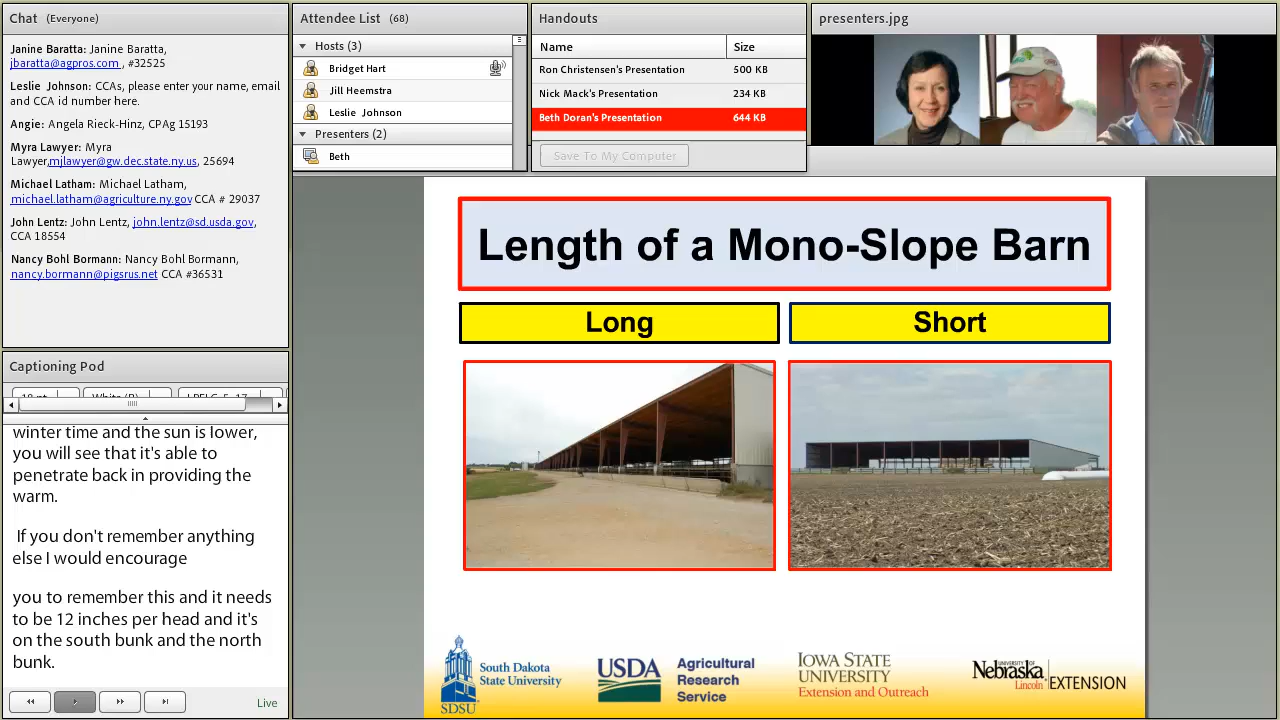 Chat (Everyone)
Janine Baratta: Janine Baratta,
jbaratta@agpros.com , #32525
Leslie Johnson: CCAs, please enter your name, email
and CCA id number here.
Angie: Angela Rieck-Hinz, CPAg 15193
Myra Lawyer: Myra
Lawyer,mjlawyer@gw.dec.state.ny.us, 25694
Michael Latham: Michael Latham,
michael.latham@agriculture.ny.gov CCA # 29037
John Lentz: John Lentz, john.lentz@sd.usda.gov,
CCA 18554
Nancy Bohl Bormann: Nancy Bohl Bormann,
nancy.bormann@pigsrus.net CCA #36531
Captioning Pod
winter time and the sun is lower,
you will see that it's able to
penetrate back in providing the
warm.
If you don't remember anything
else I would encourage
you to remember this and it needs
to be 12 inches per head and it's
on the south bunk and the north
bunk.
Live
Attendee List (68)
Hosts (3)
Bridget Hart
Jill Heemstra
Leslie Johnson
Presenters (2)
Beth
Handouts
Name Size
Ron Christensen's Presentation 500 KB
Nick Mack's Presentation 234 KB
Beth Doran's Presentation 644 KB
Save To My Computer
presenters.jpg
Length of a Mono-Slope Barn
Long
Short
SDSU
South Dakota
State University
USDA
Agricultural
Research
Service
IOWA STATE
UNIVERSITY
Extension and Outreach
UNIVERSITY OF
Nebraska
Lincoln
EXTENSION